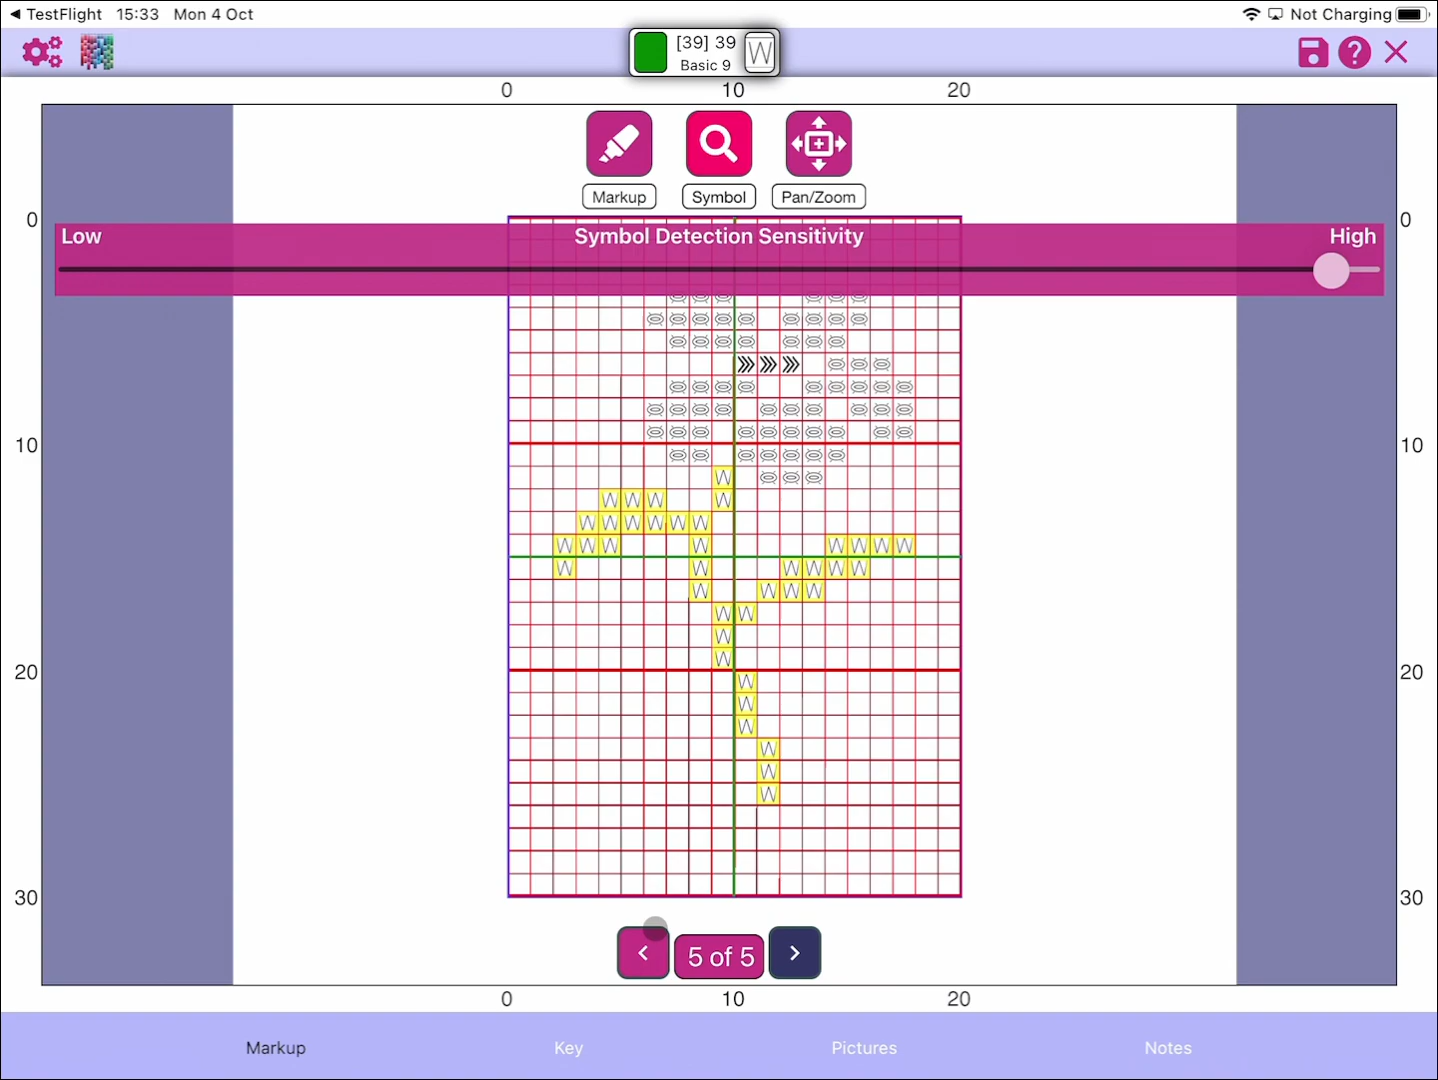 TestFlight 15:33 Mon 4 Oct Not Charging
[39] 39
Basic 9
W
0 10 20
Markup Symbol Pan/Zoom
0 0
Low Symbol Detection Sensitivity High
10 10
W
W W W W
W W W W W W
W W W W W W W W
W W W W W W
W W W W
W W
W
W
20 20
W
W
W
W
W
W
30 30
5 of 5
0 10 20
Markup Key Pictures Notes